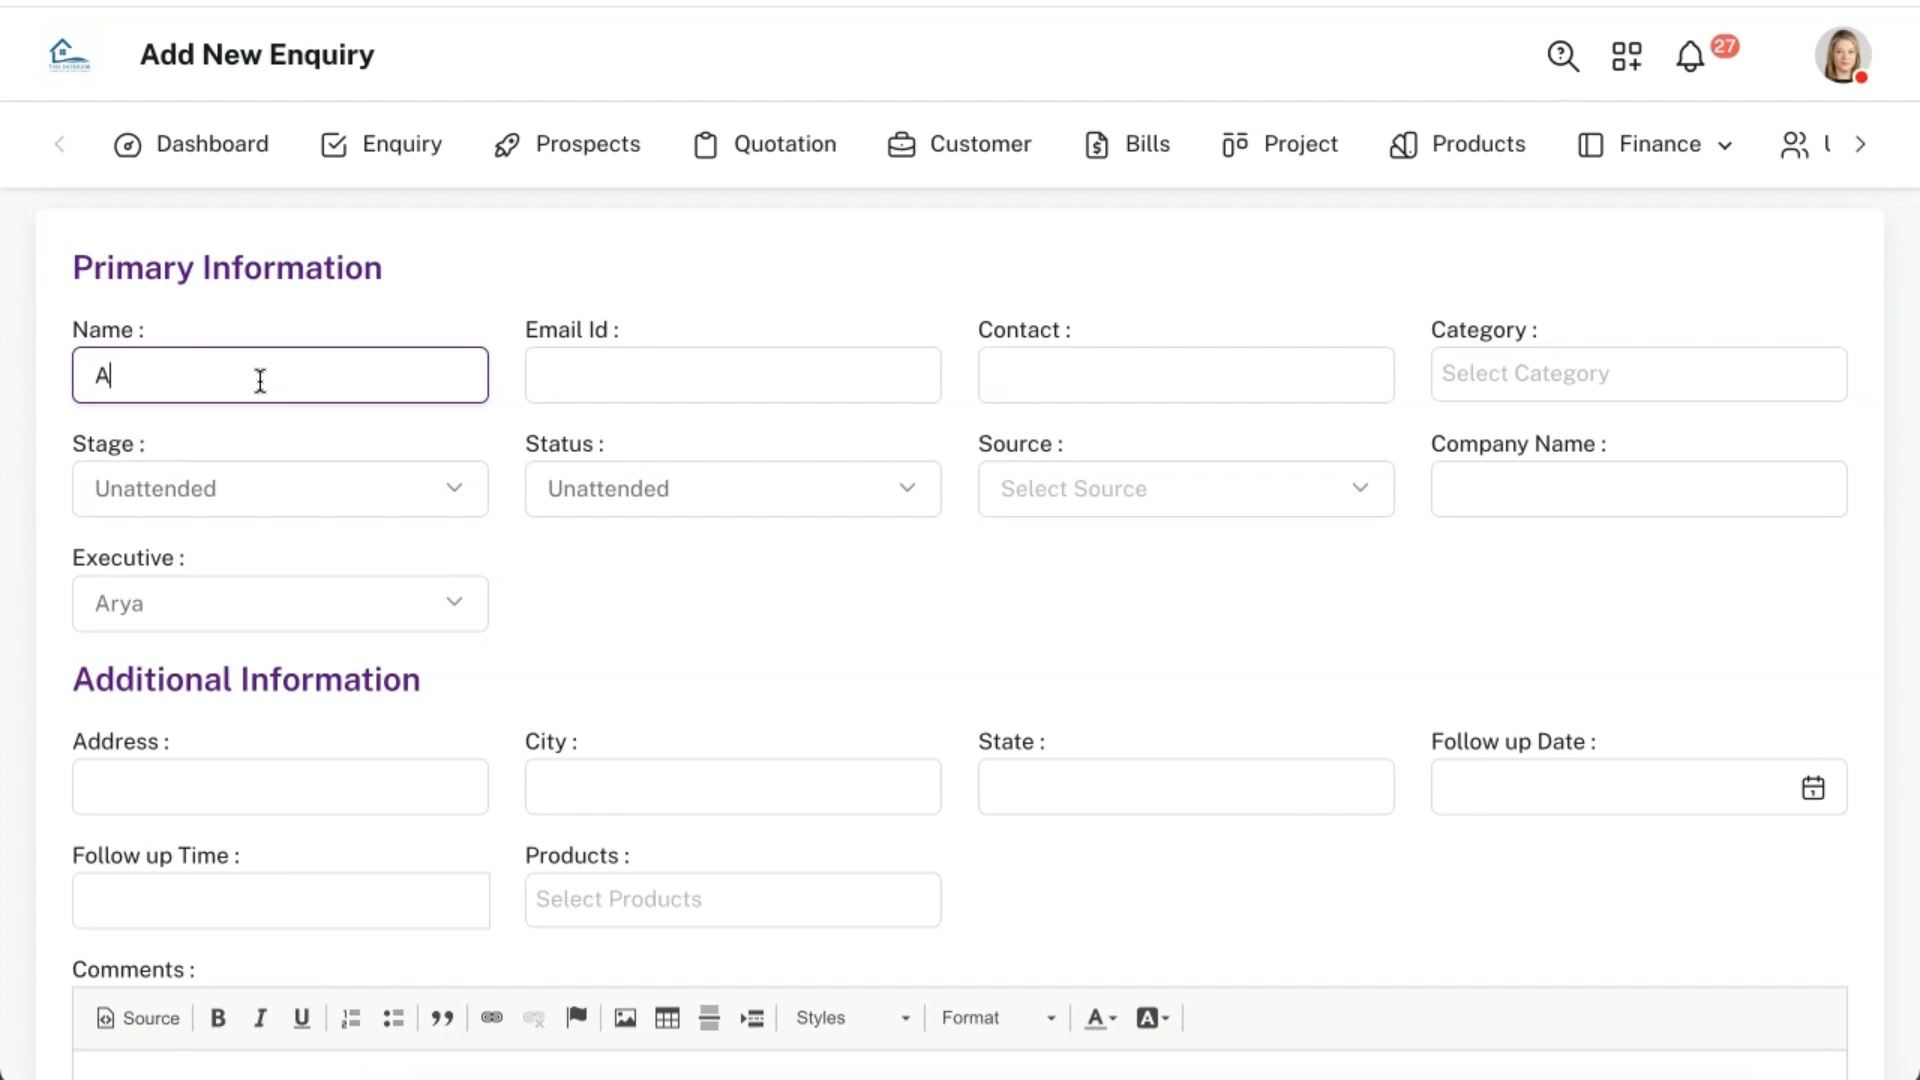 Add New Enquiry
27
Dashboard Enquiry Prospects Quotation Customer Bills Project Products Finance
Primary Information
Name : Email Id : Contact : Category :
A Select Category
Stage : Status : Source : Company Name :
Unattended Unattended Select Source
Executive :
Arya
Additional Information
Address : City : State : Follow up Date :
Follow up Time : Products :
Select Products
Comments :
Source B I U Styles Format A A